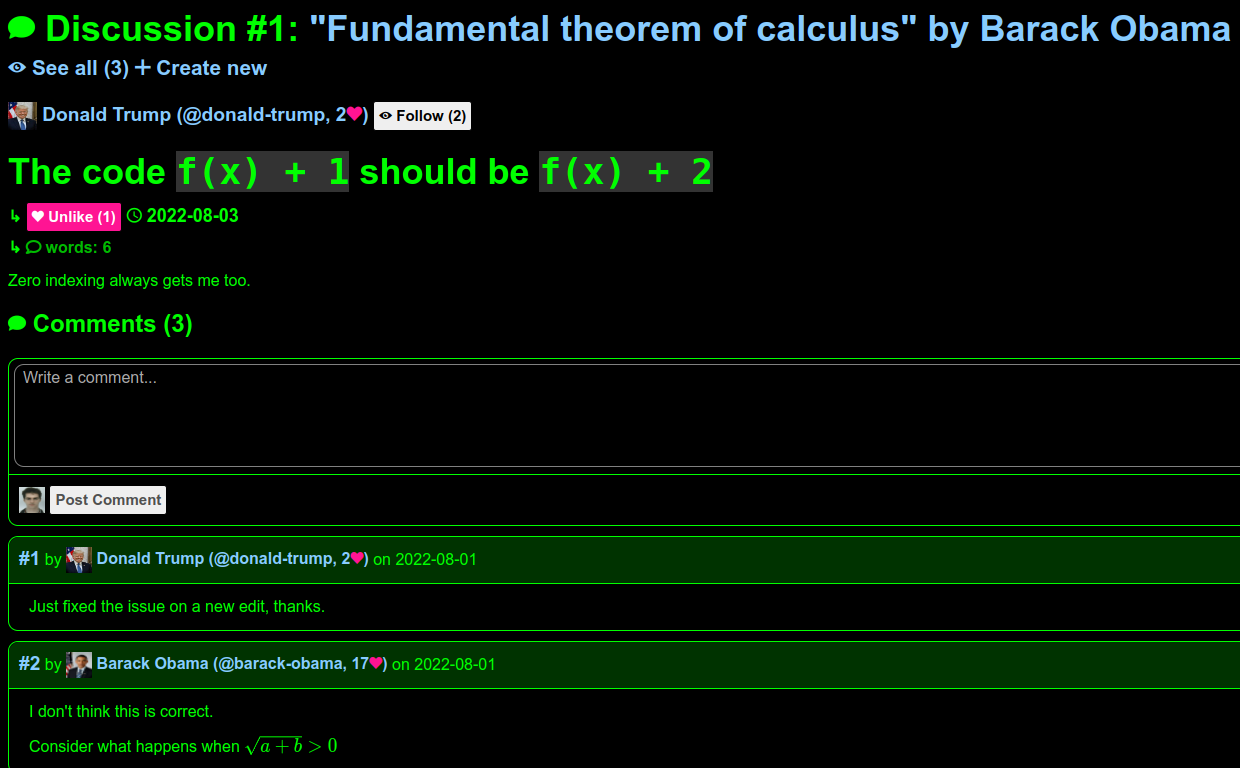 Discussion #1: "Fundamental theorem of calculus" by Barack Obama
See all (3) Create new
Donald Trump (@donald-trump, 2♥) Follow (2)
The code f(x) + 1 should be f(x) + 2
↳ ♥ Unlike (1) 2022-08-03
↳ words: 6
Zero indexing always gets me too.
Comments (3)
Write a comment...
Post Comment
#1 by Donald Trump (@donald-trump, 2♥) on 2022-08-01
Just fixed the issue on a new edit, thanks.
#2 by Barack Obama (@barack-obama, 17♥) on 2022-08-01
I don't think this is correct.
Consider what happens when √(a + b) > 0